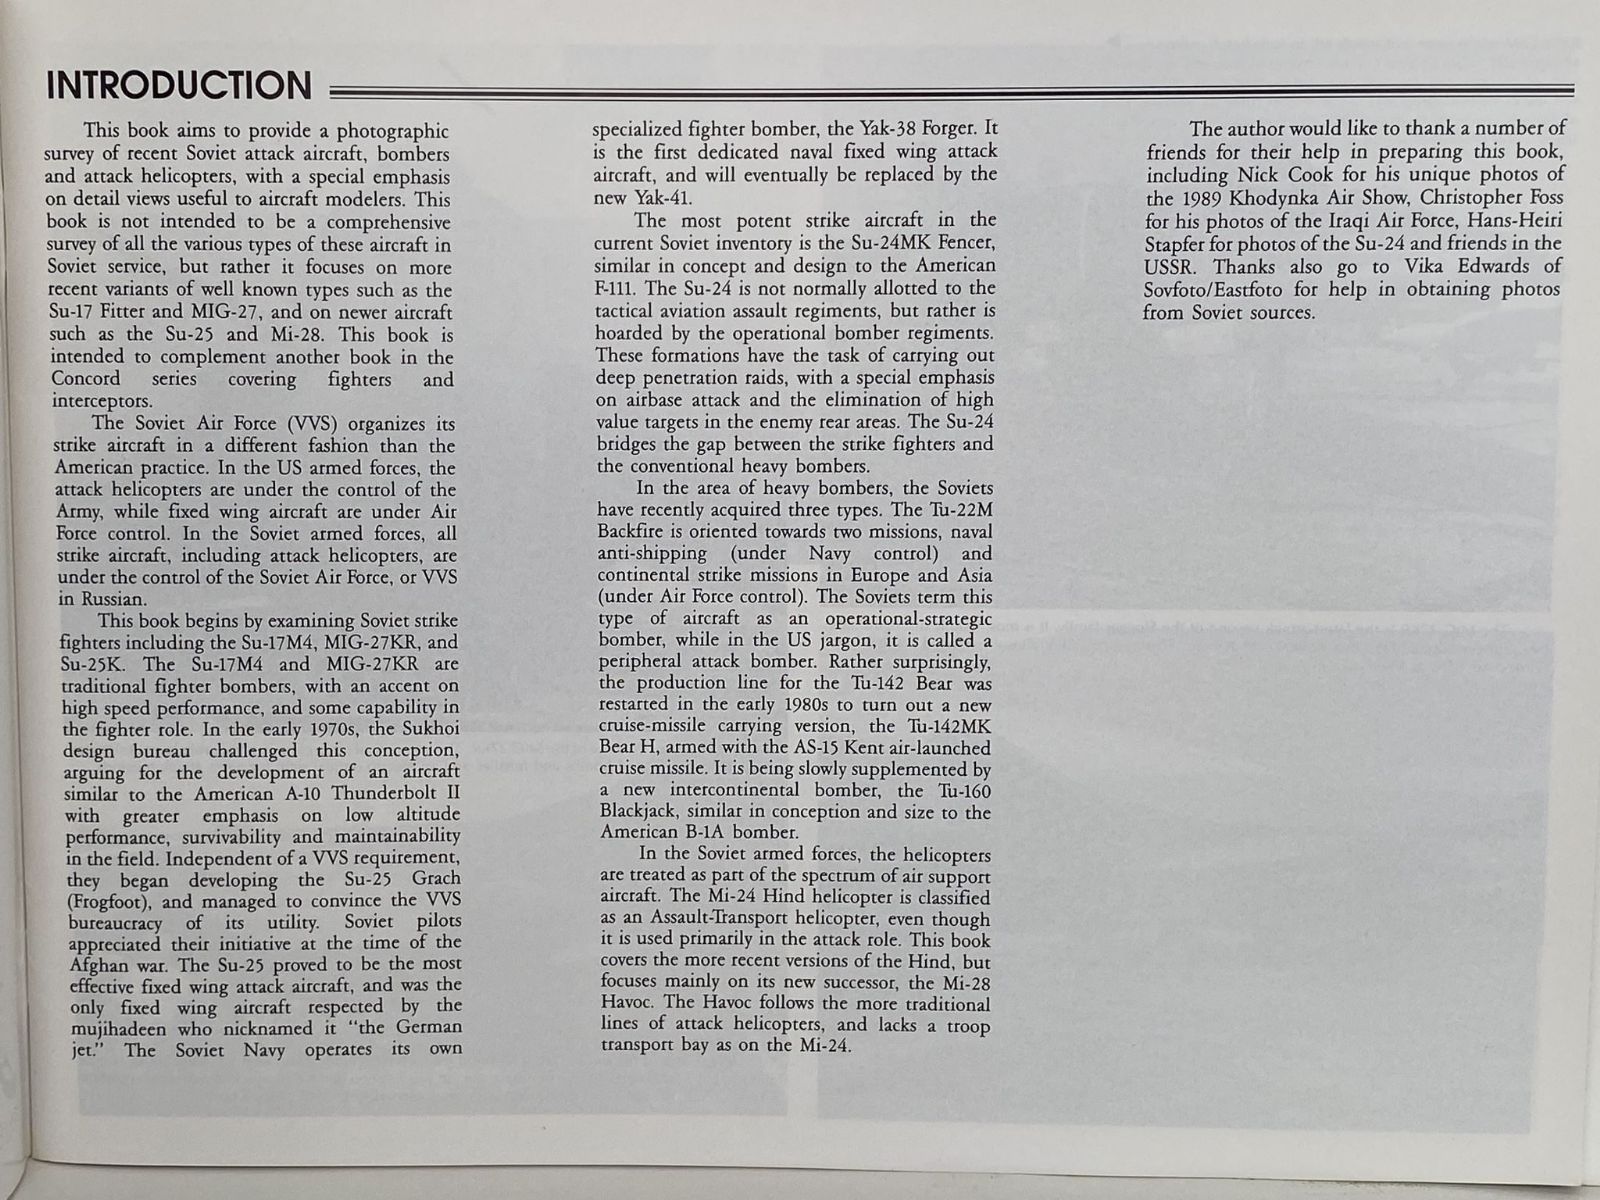 INTRODUCTION
This book aims to provide a photographic
survey of recent Soviet attack aircraft, bombers
and attack helicopters, with a special emphasis
on detail views useful to aircraft modelers. This
book is not intended to be a comprehensive
survey of all the various types of these aircraft in
Soviet service, but rather it focuses on more
recent variants of well known types such as the
Su-17 Fitter and MIG-27, and on newer aircraft
such as the Su-25 and Mi-28. This book is
intended to complement another book in the
Concord series covering fighters and
interceptors.
The Soviet Air Force (VVS) organizes its
strike aircraft in a different fashion than the
American practice. In the US armed forces, the
attack helicopters are under the control of the
Army, while fixed wing aircraft are under Air
Force control. In the Soviet armed forces, all
strike aircraft, including attack helicopters, are
under the control of the Soviet Air Force, or VVS
in Russian.
This book begins by examining Soviet strike
fighters including the Su-17M4, MIG-27KR, and
Su-25K. The Su-17M4 and MIG-27KR are
traditional fighter bombers, with an accent on
high speed performance, and some capability in
the fighter role. In the early 1970s, the Sukhoi
design bureau challenged this conception,
arguing for the development of an aircraft
similar to the American A-10 Thunderbolt II
with greater emphasis on low altitude
performance, survivability and maintainability
in the field. Independent of a VVS requirement,
they began developing the Su-25 Grach
(Frogfoot), and managed to convince the VVS
bureaucracy of its utility. Soviet pilots
appreciated their initiative at the time of the
Afghan war. The Su-25 proved to be the most
effective fixed wing attack aircraft, and was the
only fixed wing aircraft respected by the
mujihadeen who nicknamed it "the German
jet." The Soviet Navy operates its own
specialized fighter bomber, the Yak-38 Forger. It
is the first dedicated naval fixed wing attack
aircraft, and will eventually be replaced by the
new Yak-41.
The most potent strike aircraft in the
current Soviet inventory is the Su-24MK Fencer,
similar in concept and design to the American
F-111. The Su-24 is not normally allotted to the
tactical aviation assault regiments, but rather is
hoarded by the operational bomber regiments.
These formations have the task of carrying out
deep penetration raids, with a special emphasis
on airbase attack and the elimination of high
value targets in the enemy rear areas. The Su-24
bridges the gap between the strike fighters and
the conventional heavy bombers.
In the area of heavy bombers, the Soviets
have recently acquired three types. The Tu-22M
Backfire is oriented towards two missions, naval
anti-shipping (under Navy control) and
continental strike missions in Europe and Asia
(under Air Force control). The Soviets term this
type of aircraft as an operational-strategic
bomber, while in the US jargon, it is called a
peripheral attack bomber. Rather surprisingly,
the production line for the Tu-142 Bear was
restarted in the early 1980s to turn out a new
cruise-missile carrying version, the Tu-142MK
Bear H, armed with the AS-15 Kent air-launched
cruise missile. It is being slowly supplemented by
a new intercontinental bomber, the Tu-160
Blackjack, similar in conception and size to the
American B-1A bomber.
In the Soviet armed forces, the helicopters
are treated as part of the spectrum of air support
aircraft. The Mi-24 Hind helicopter is classified
as an Assault-Transport helicopter, even though
it is used primarily in the attack role. This book
covers the more recent versions of the Hind, but
focuses mainly on its new successor, the Mi-28
Havoc. The Havoc follows the more traditional
lines of attack helicopters, and lacks a troop
transport bay as on the Mi-24.
The author would like to thank a number of
friends for their help in preparing this book,
including Nick Cook for his unique photos of
the 1989 Khodynka Air Show, Christopher Foss
for his photos of the Iraqi Air Force, Hans-Heiri
Stapfer for photos of the Su-24 and friends in the
USSR. Thanks also go to Vika Edwards of
Sovfoto/Eastfoto for help in obtaining photos
from Soviet sources.